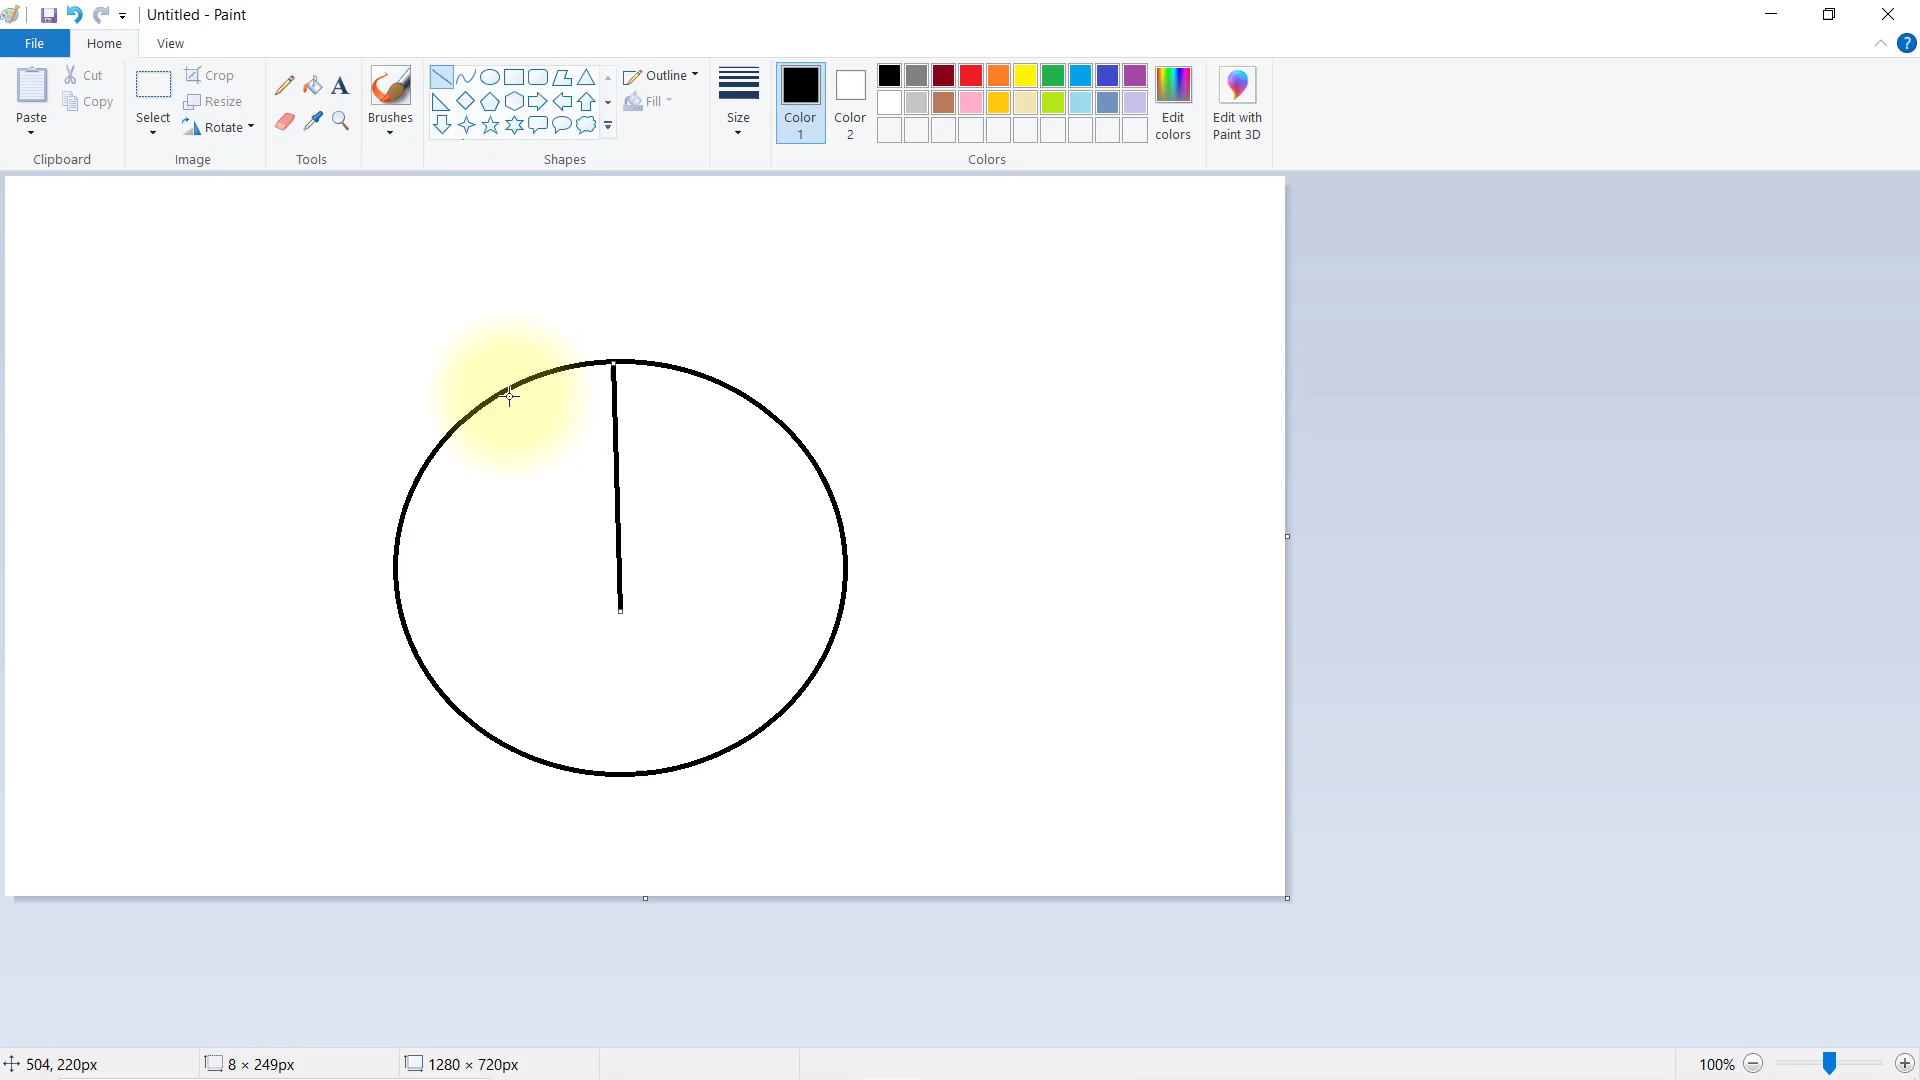 Untitled - Paint
File Home View
Paste
Cut
Copy
Clipboard
Select
Crop
Resize
Rotate
Image
A
Tools
Brushes
Shapes
Outline
Fill
Size
Color 1
Color 2
Colors
Edit colors
Edit with Paint 3D
?
504, 220px
8 × 249px
1280 × 720px
100%